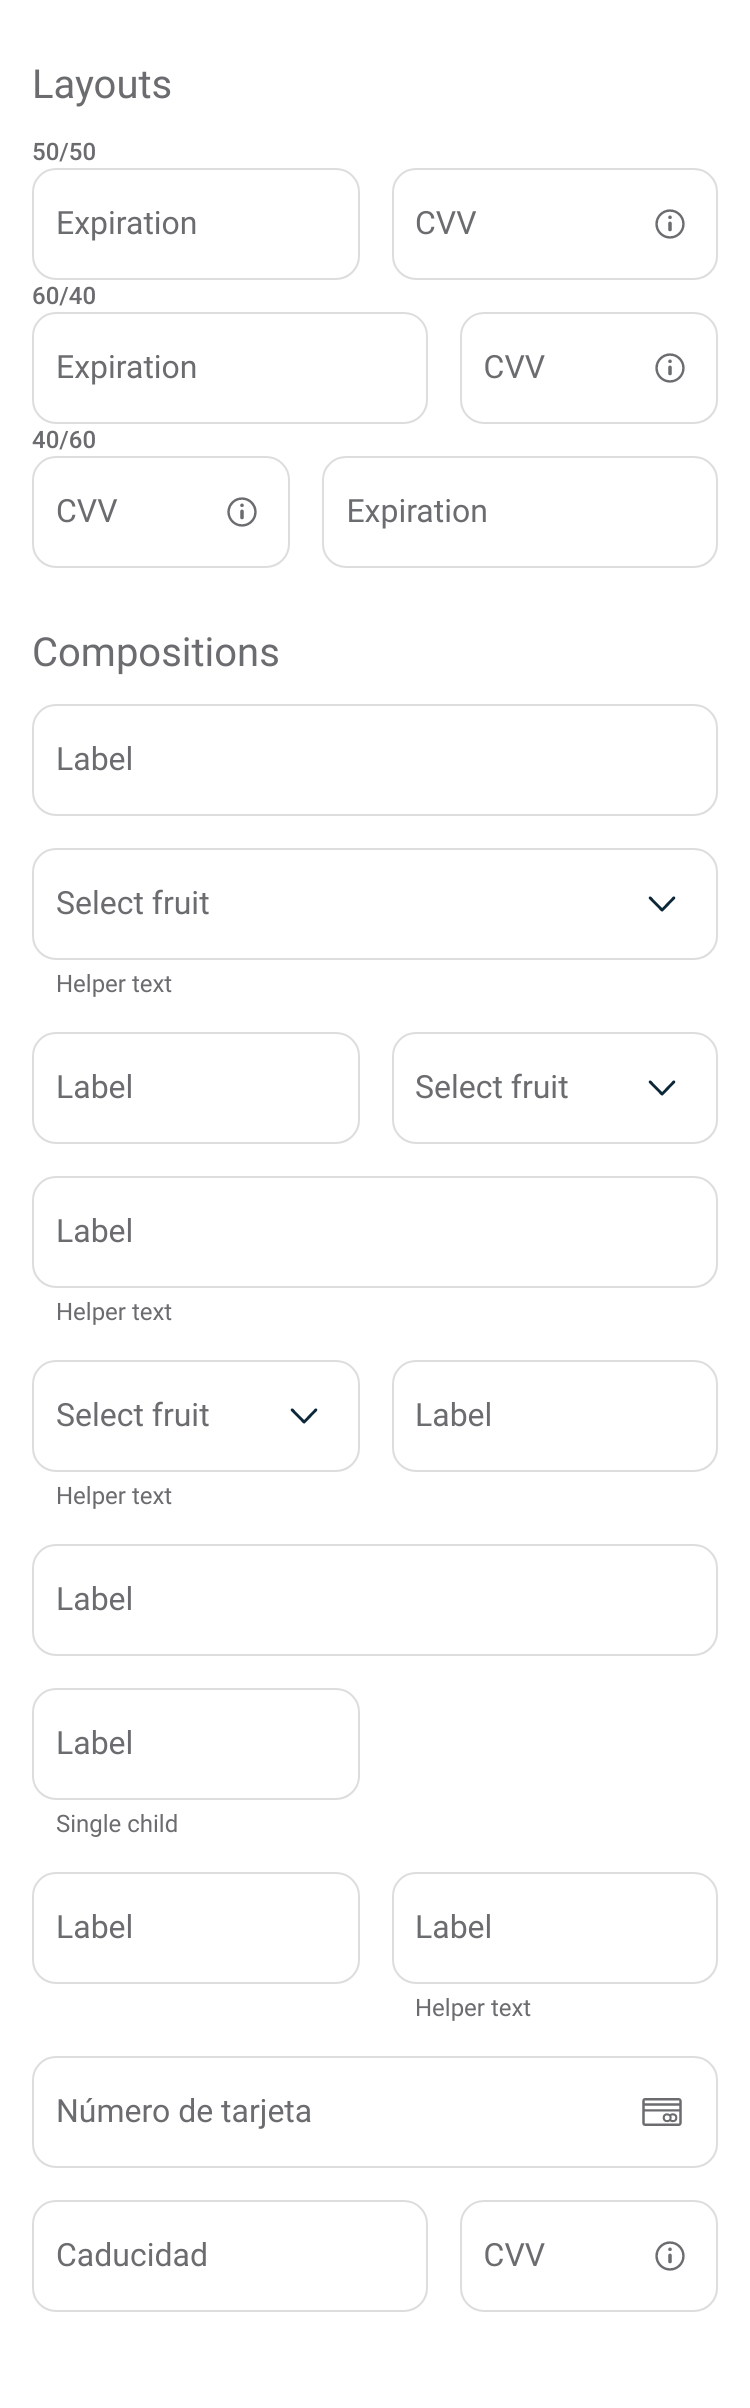 Layouts
50/50
Expiration CVV
60/40
Expiration CVV
40/60
CVV Expiration
Compositions
Label
Select fruit
Helper text
Label Select fruit
Label
Helper text
Select fruit Label
Helper text
Label
Label
Single child
Label Label
Helper text
Número de tarjeta
Caducidad CVV